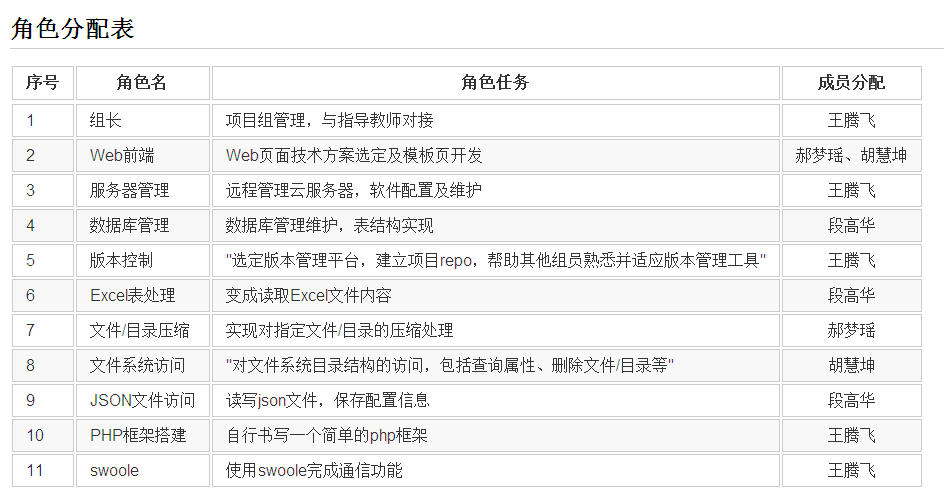 角色分配表
序号 角色名 角色任务 成员分配
1 组长 项目组管理，与指导教师对接 王腾飞
2 Web前端 Web页面技术方案选定及模板页开发 郝梦瑶、胡慧坤
3 服务器管理 远程管理云服务器，软件配置及维护 王腾飞
4 数据库管理 数据库管理维护，表结构实现 段高华
5 版本控制 "选定版本管理平台，建立项目repo，帮助其他组员熟悉并适应版本管理工具" 王腾飞
6 Excel表处理 变成读取Excel文件内容 段高华
7 文件/目录压缩 实现对指定文件/目录的压缩处理 郝梦瑶
8 文件系统访问 "对文件系统目录结构的访问，包括查询属性、删除文件/目录等" 胡慧坤
9 JSON文件访问 读写json文件，保存配置信息 段高华
10 PHP框架搭建 自行书写一个简单的php框架 王腾飞
11 swoole 使用swoole完成通信功能 王腾飞